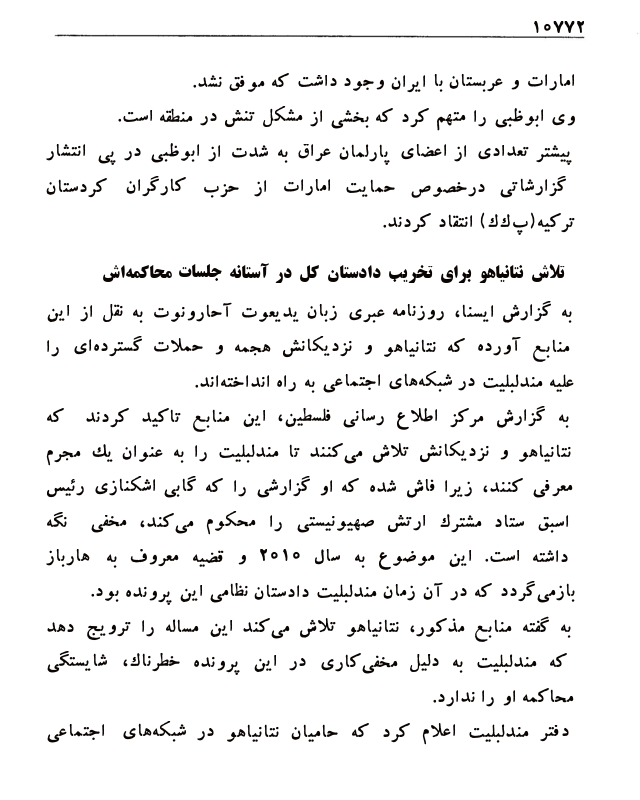 ۱۰۷۷۲
امارات و عربستان با ایران وجود داشت که موفق نشد.
وی ابوظبی را متهم کرد که بخشی از مشکل تنش در منطقه است.
پیشتر تعدادی از اعضای پارلمان عراق به شدت از ابوظبی در پی انتشار
گزارشاتی درخصوص حمایت امارات از حزب کارگران کردستان
ترکیه(پ‌ک‌ک) انتقاد کردند.
تلاش نتانیاهو برای تخریب دادستان کل در آستانه جلسات محاکمه‌اش
به گزارش ایسنا، روزنامه عبری زبان یدیعوت آحارونوت به نقل از این
منابع آورده که نتانیاهو و نزدیکانش هجمه و حملات گسترده‌ای را
علیه مندلبلیت در شبکه‌های اجتماعی به راه انداخته‌اند.
به گزارش مرکز اطلاع رسانی فلسطین، این منابع تاکید کردند که
نتانیاهو و نزدیکانش تلاش می‌کنند تا مندلبلیت را به عنوان یك مجرم
معرفی کنند، زیرا فاش شده که او گزارشی را که گابی اشکنازی رئیس
اسبق ستاد مشترك ارتش صهیونیستی را محکوم می‌کند، مخفی نگه
داشته است. این موضوع به سال ۲۰۱۰ و قضیه معروف به هارباز
بازمی‌گردد که در آن زمان مندلبلیت دادستان نظامی این پرونده بود.
به گفته منابع مذکور، نتانیاهو تلاش می‌کند این مساله را ترویج دهد
که مندلبلیت به دلیل مخفی‌کاری در این پرونده خطرناك، شایستگی
محاکمه او را ندارد.
دفتر مندلبلیت اعلام کرد که حامیان نتانیاهو در شبکه‌های اجتماعی